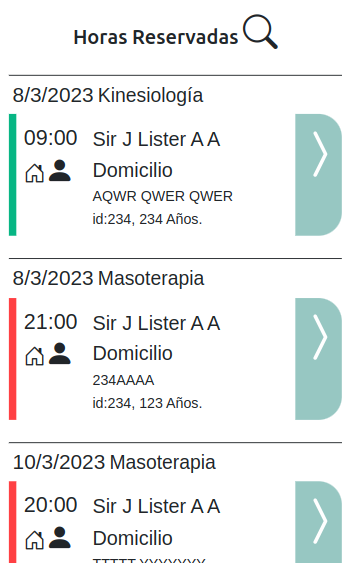 Horas Reservadas
8/3/2023 Kinesiología
09:00 Sir J Lister A A
Domicilio
AQWR QWER QWER
id:234, 234 Años.
8/3/2023 Masoterapia
21:00 Sir J Lister A A
Domicilio
234AAAA
id:234, 123 Años.
10/3/2023 Masoterapia
20:00 Sir J Lister A A
Domicilio